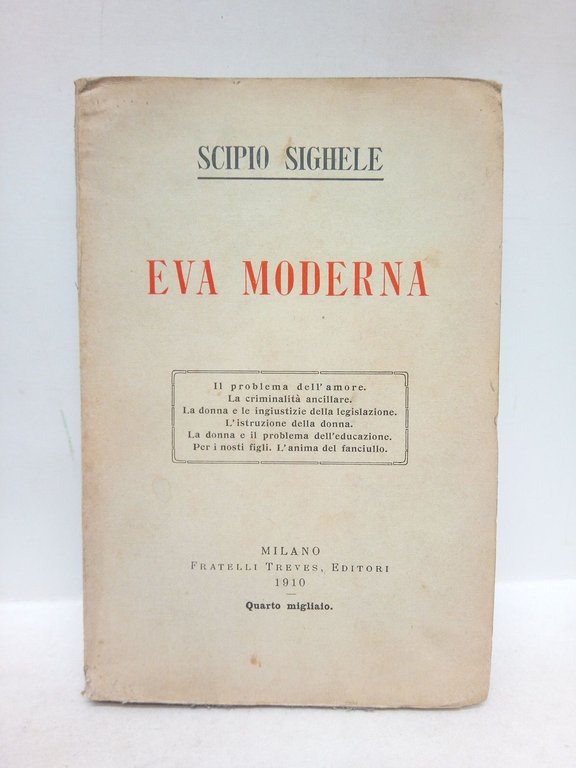 SCIPIO SIGHELE
EVA MODERNA
Il problema dell'amore.
La criminalità ancillare.
La donna e le ingiustizie della legislazione.
L'istruzione della donna.
La donna e il problema dell'educazione.
Per i nosti figli. L'anima del fanciullo.
MILANO
FRATELLI TREVES, EDITORI
1910
Quarto migliaio.